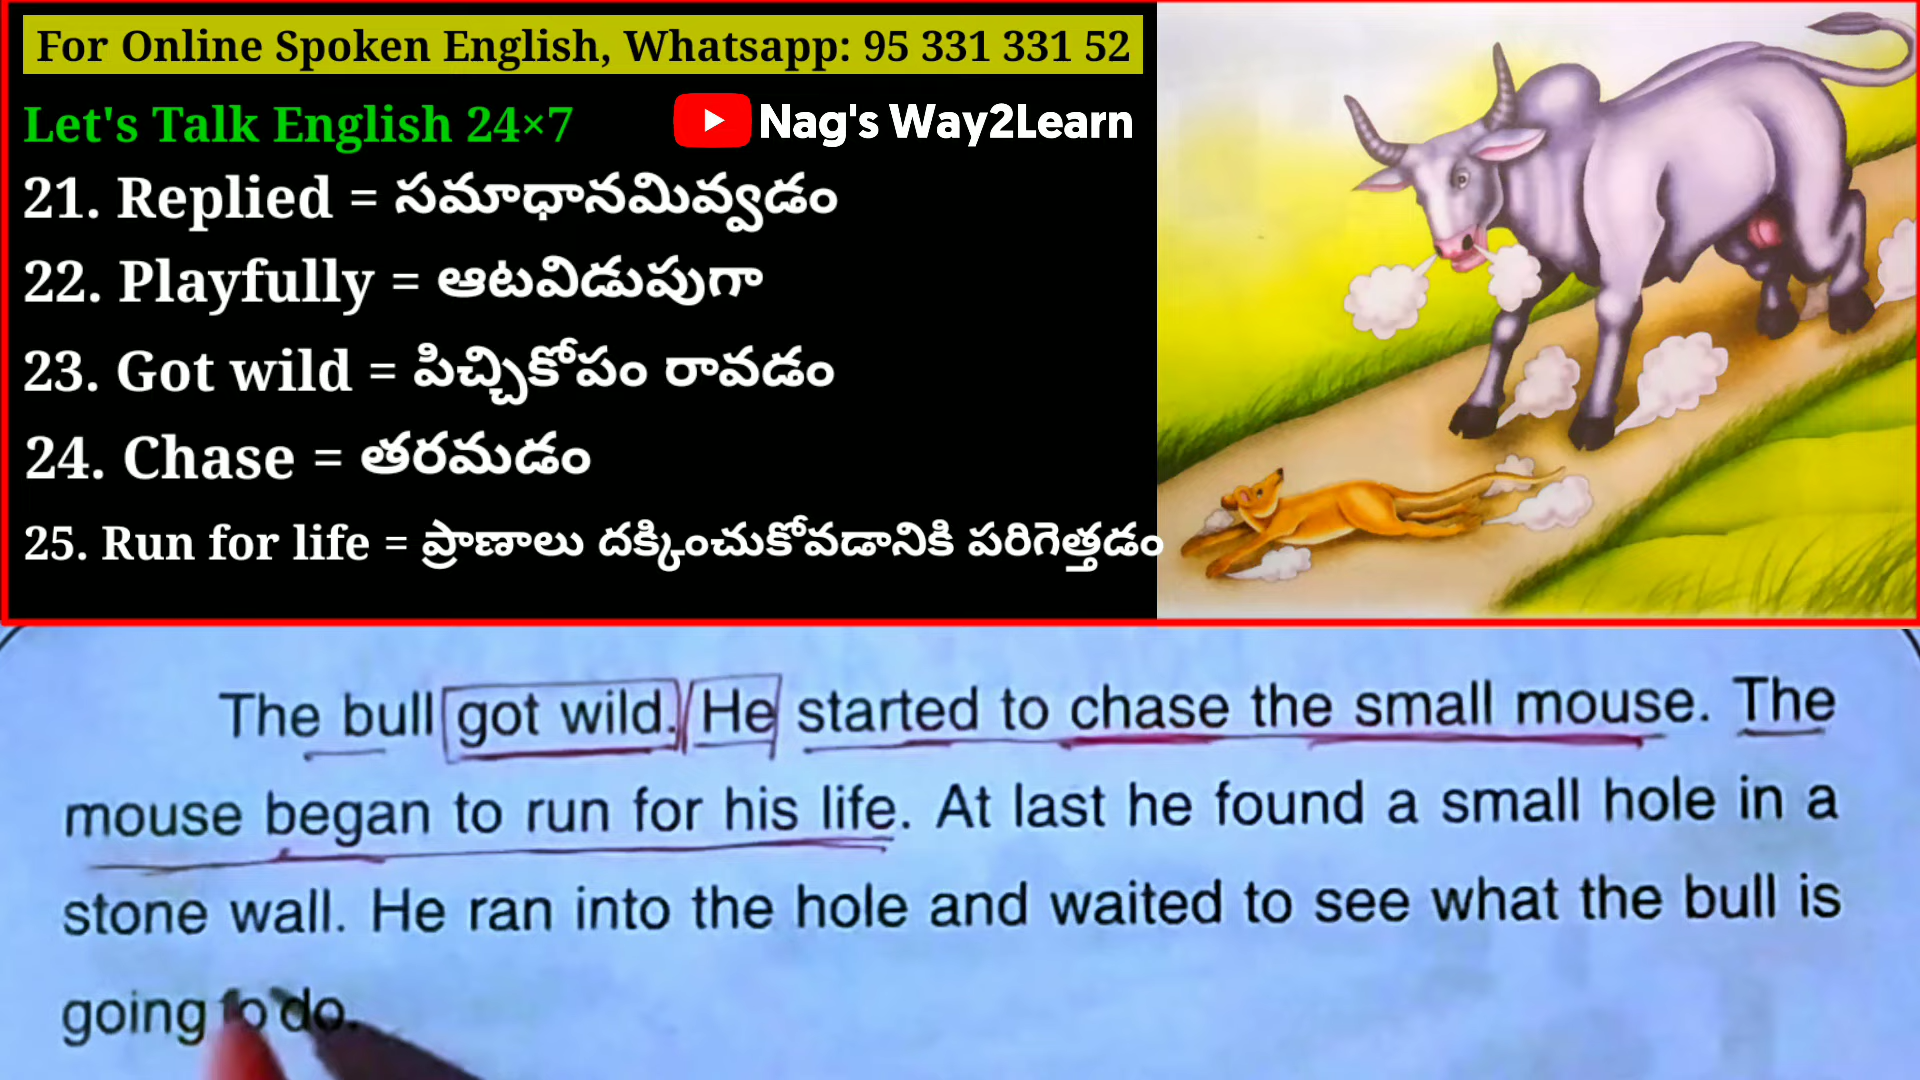 For Online Spoken English, Whatsapp: 95 331 331 52
Let's Talk English 24×7
Nag's Way2Learn
21. Replied = సమాధానమివ్వడం
22. Playfully = ఆటవిడుపుగా
23. Got wild = పిచ్చికోపం రావడం
24. Chase = తరమడం
25. Run for life = ప్రాణాలు దక్కించుకోవడానికి పరిగెత్తడం
The bull got wild. He started to chase the small mouse. The
mouse began to run for his life. At last he found a small hole in a
stone wall. He ran into the hole and waited to see what the bull is
going to do.